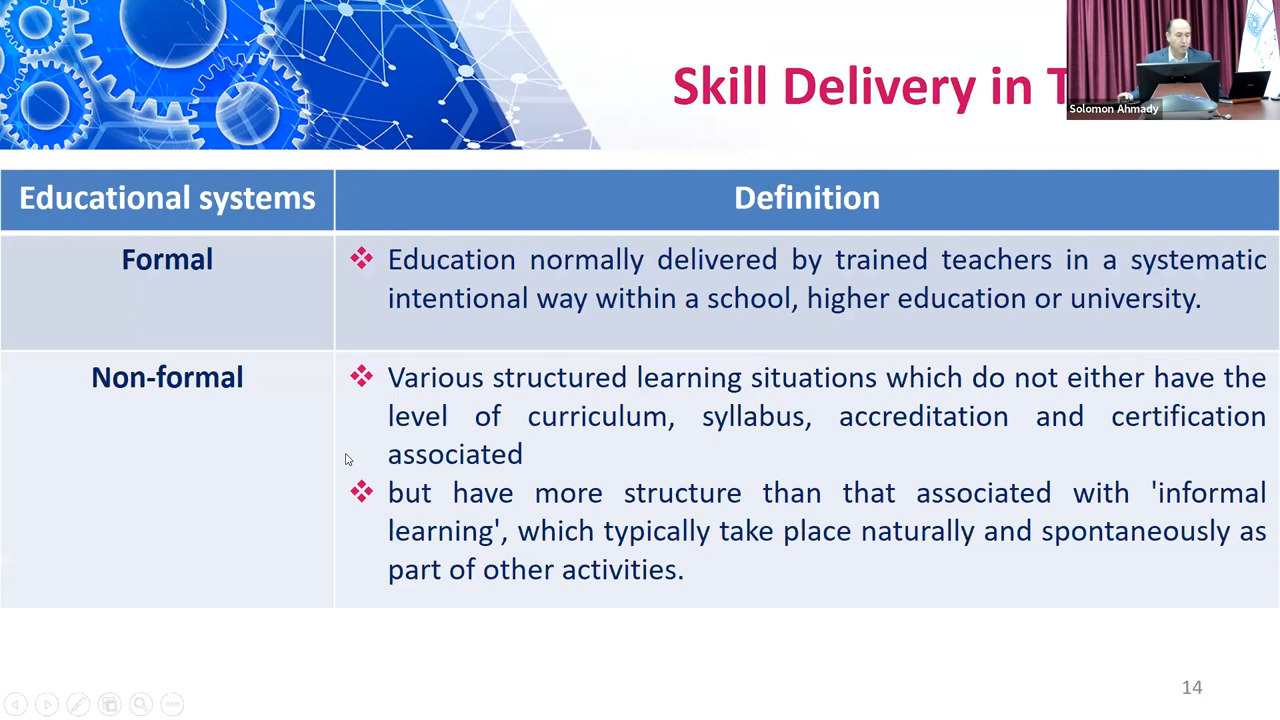 Skill Delivery in T
Solomon Ahmady
Educational systems
Definition
Formal
❖ Education normally delivered by trained teachers in a systematic
intentional way within a school, higher education or university.
Non-formal
❖ Various structured learning situations which do not either have the
level of curriculum, syllabus, accreditation and certification
associated
❖ but have more structure than that associated with 'informal
learning', which typically take place naturally and spontaneously as
part of other activities.
14